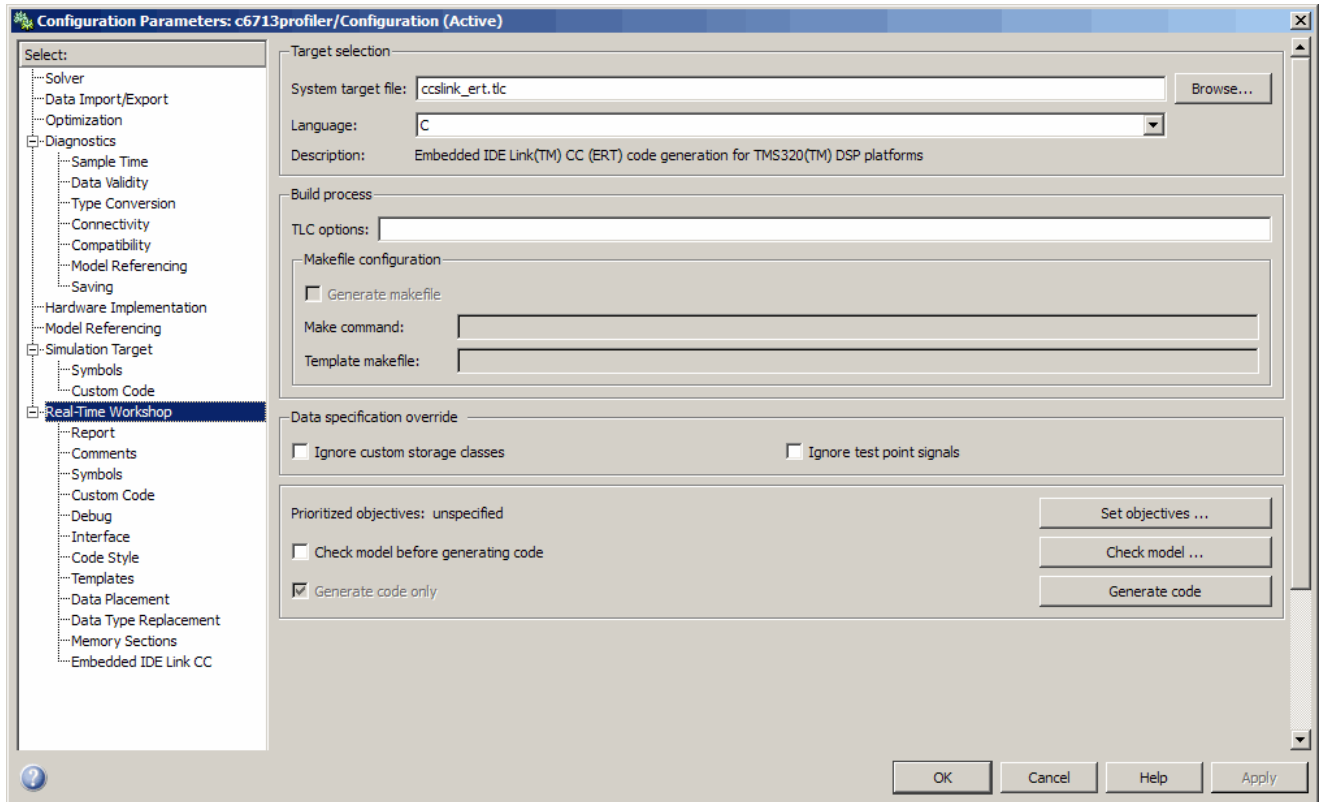 Configuration Parameters: c6713profiler/Configuration (Active)
Select:
Solver
Data Import/Export
Optimization
Diagnostics
Sample Time
Data Validity
Type Conversion
Connectivity
Compatibility
Model Referencing
Saving
Hardware Implementation
Model Referencing
Simulation Target
Symbols
Custom Code
Real-Time Workshop
Report
Comments
Symbols
Custom Code
Debug
Interface
Code Style
Templates
Data Placement
Data Type Replacement
Memory Sections
Embedded IDE Link CC
Target selection
System target file: ccslink_ert.tlc Browse...
Language: C
Description: Embedded IDE Link(TM) CC (ERT) code generation for TMS320(TM) DSP platforms
Build process
TLC options:
Makefile configuration
Generate makefile
Make command:
Template makefile:
Data specification override
Ignore custom storage classes Ignore test point signals
Prioritized objectives: unspecified Set objectives ...
Check model before generating code Check model ...
Generate code only Generate code
OK Cancel Help Apply